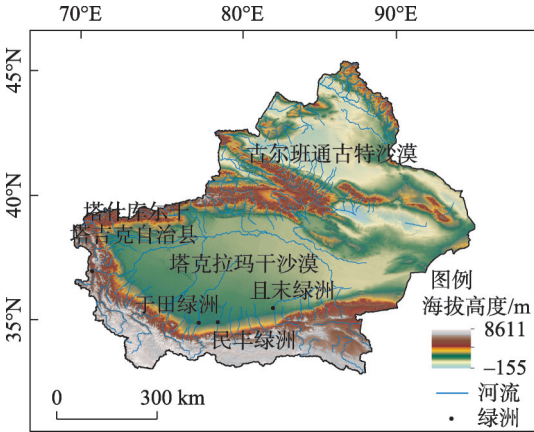 70°E 80°E 90°E
45°N
古尔班通古特沙漠
40°N
塔什库尔干
塔吉克自治县
塔克拉玛干沙漠
且末绿洲
于田绿洲
民丰绿洲
35°N
图例
海拔高度/m
8611
−155
河流
绿洲
0 300 km